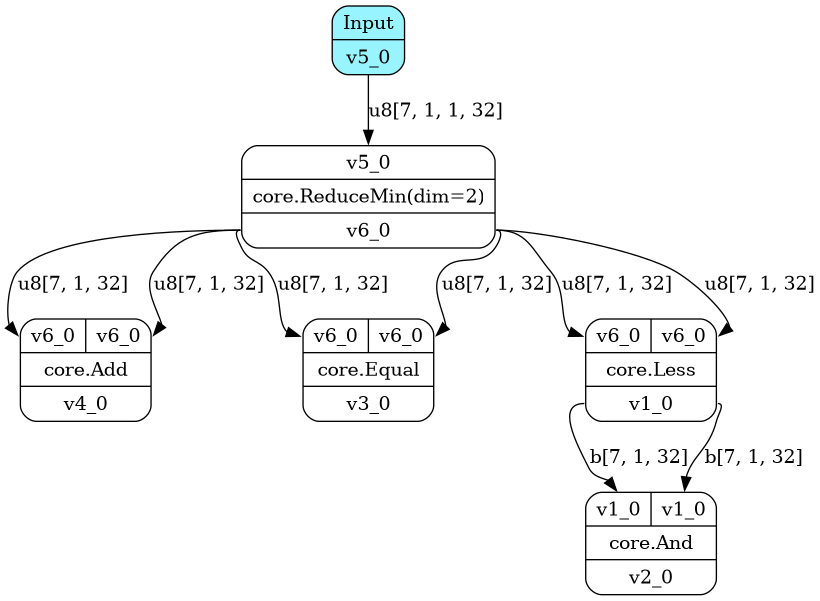 Input
v5_0
u8[7, 1, 1, 32]
v5_0
core.ReduceMin(dim=2)
v6_0
u8[7, 1, 32] u8[7, 1, 32] u8[7, 1, 32] u8[7, 1, 32] u8[7, 1, 32] u8[7, 1, 32]
v6_0 v6_0 v6_0 v6_0 v6_0 v6_0
core.Add core.Equal core.Less
v4_0 v3_0 v1_0
b[7, 1, 32] b[7, 1, 32]
v1_0 v1_0
core.And
v2_0